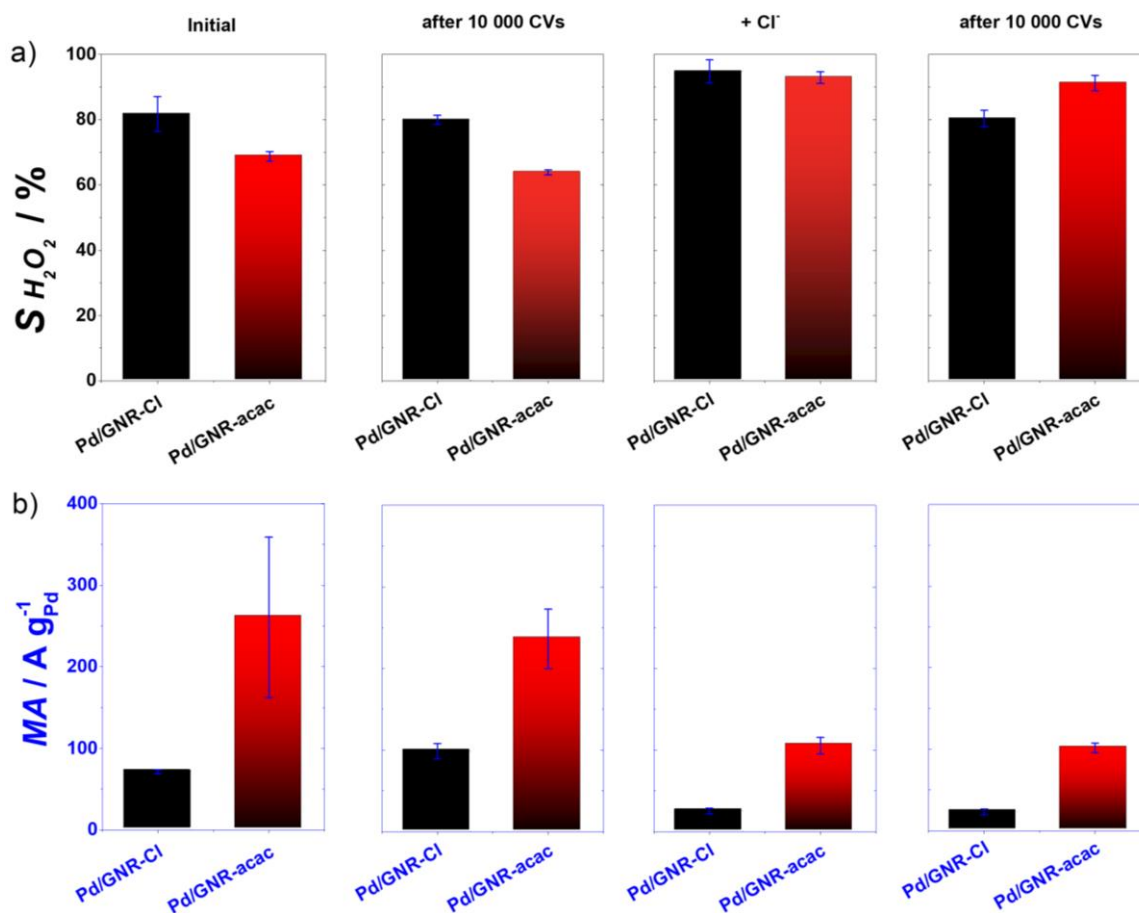 Initial
after 10 000 CVs
+ Cl⁻
after 10 000 CVs
a)
S H₂O₂ / %
100
80
60
40
20
0
Pd/GNR-Cl
Pd/GNR-acac
Pd/GNR-Cl
Pd/GNR-acac
Pd/GNR-Cl
Pd/GNR-acac
Pd/GNR-Cl
Pd/GNR-acac
b)
MA / A g⁻¹Pd
400
300
200
100
0
Pd/GNR-Cl
Pd/GNR-acac
Pd/GNR-Cl
Pd/GNR-acac
Pd/GNR-Cl
Pd/GNR-acac
Pd/GNR-Cl
Pd/GNR-acac